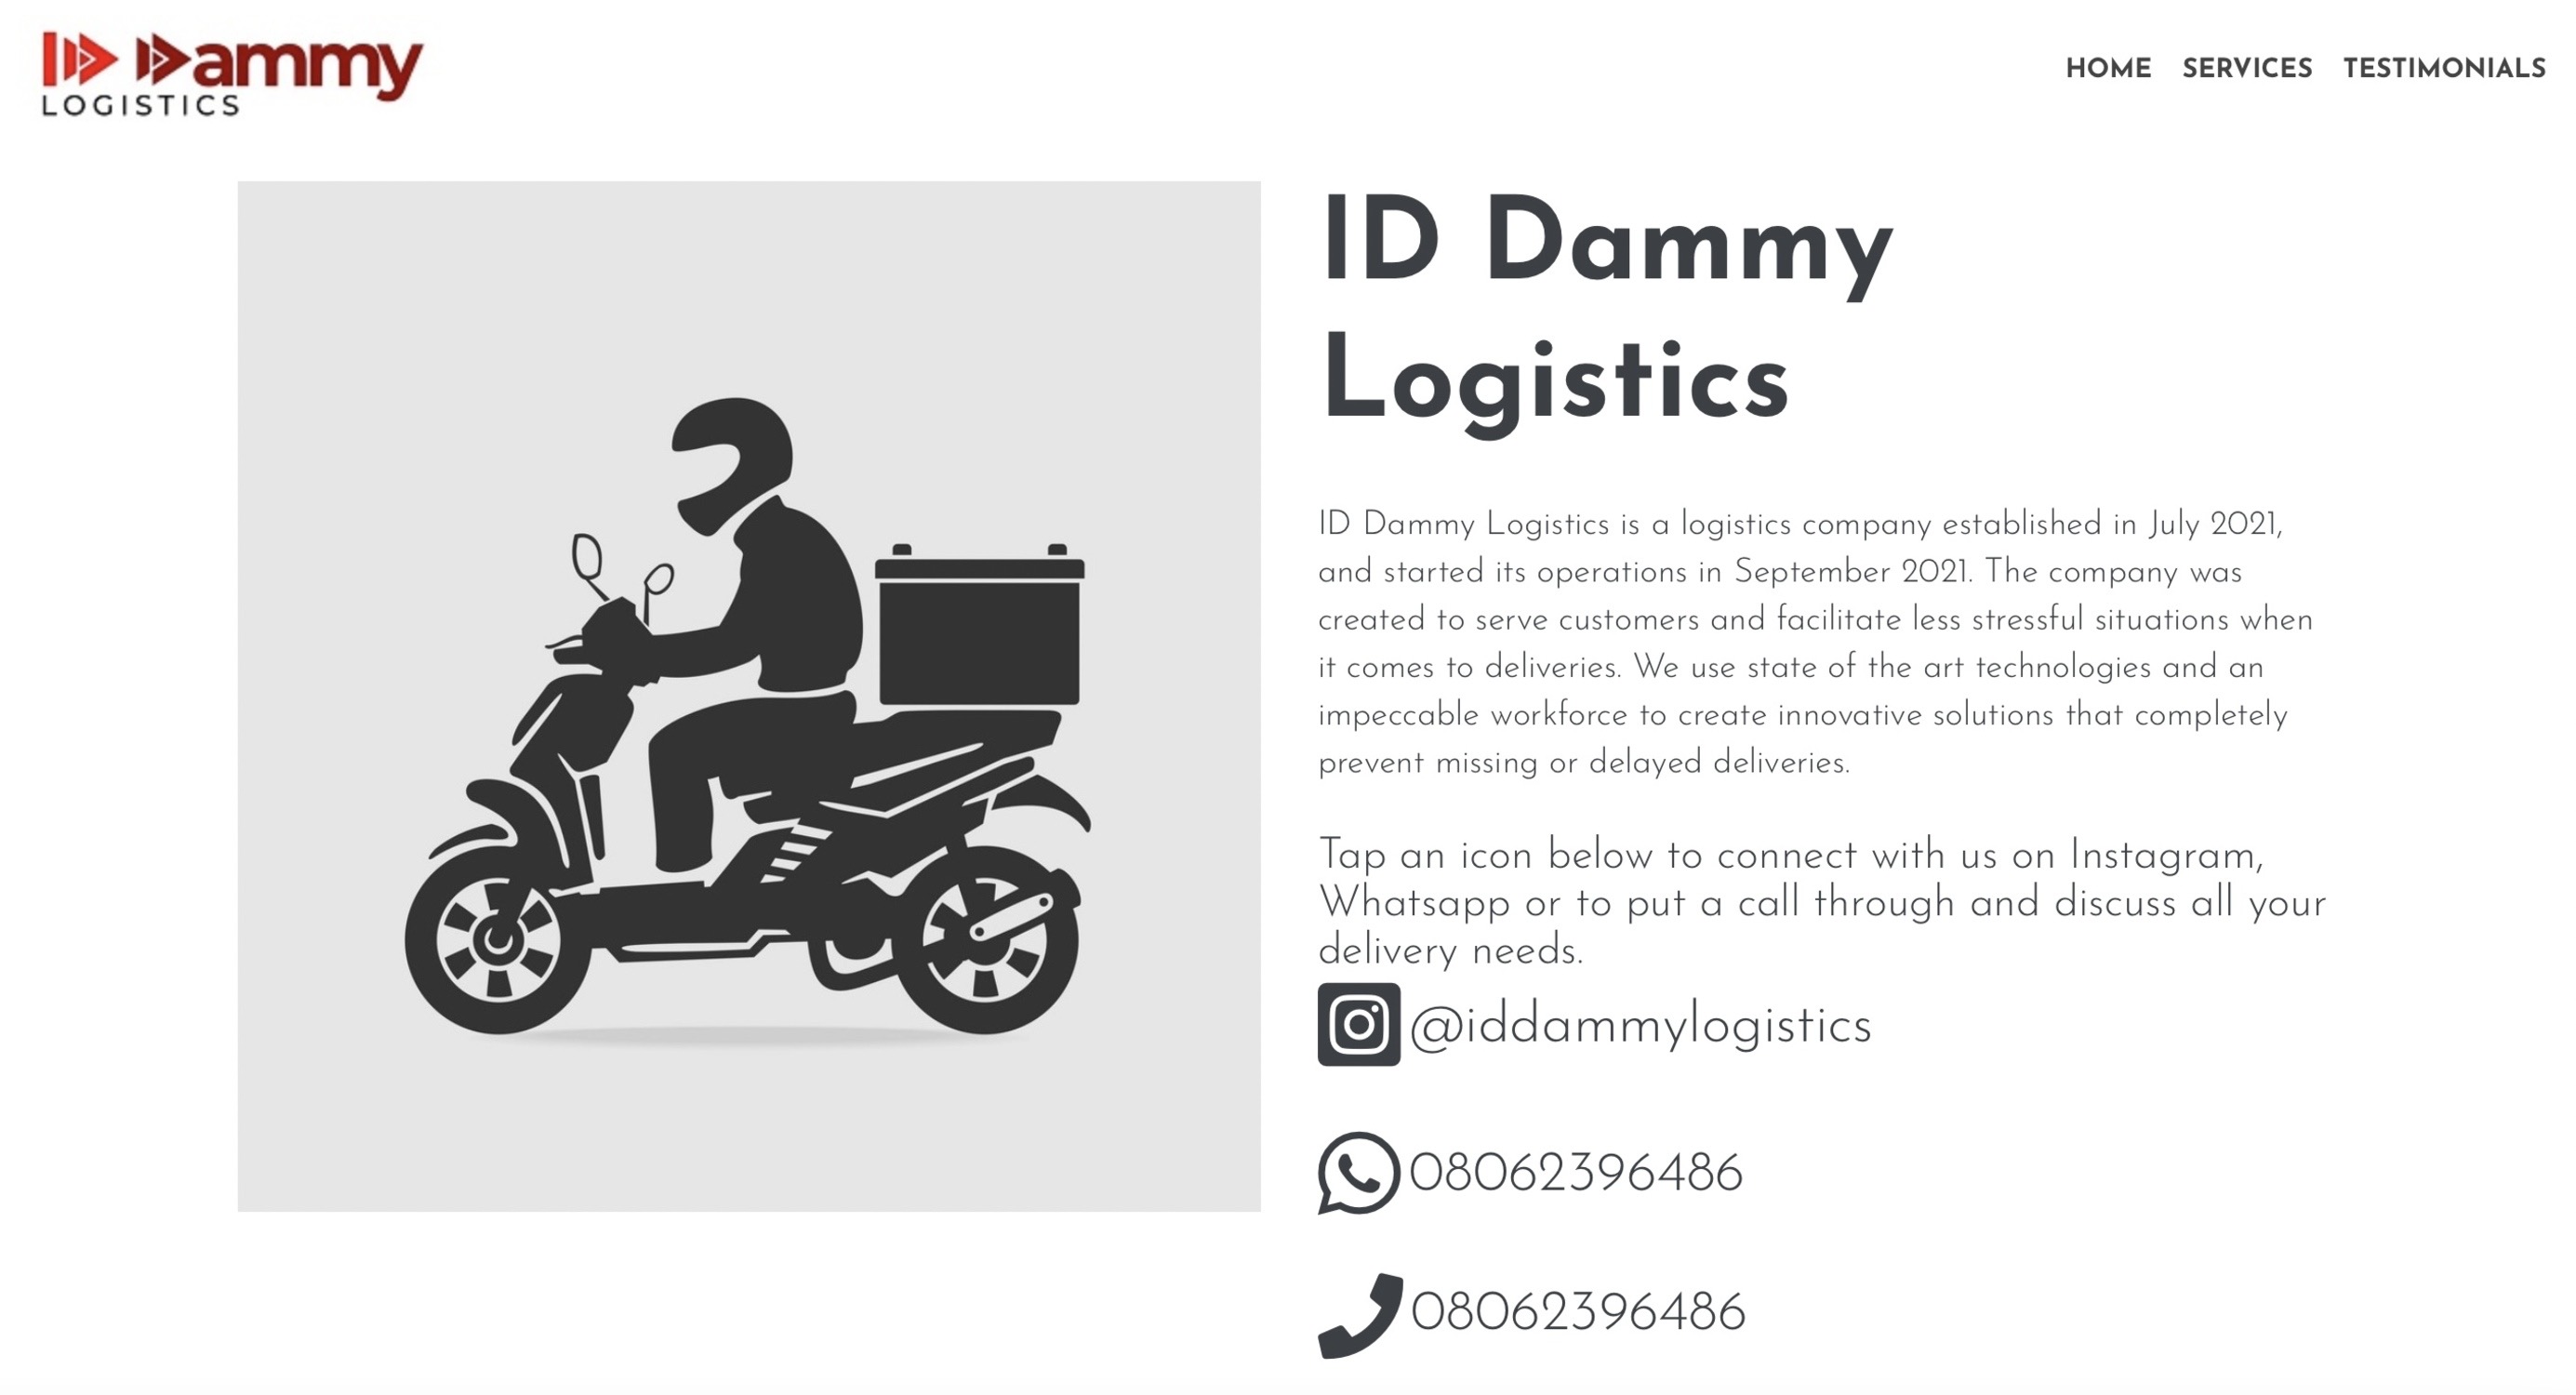 ID Dammy
LOGISTICS
HOME SERVICES TESTIMONIALS
ID Dammy
Logistics
ID Dammy Logistics is a logistics company established in July 2021,
and started its operations in September 2021. The company was
created to serve customers and facilitate less stressful situations when
it comes to deliveries. We use state of the art technologies and an
impeccable workforce to create innovative solutions that completely
prevent missing or delayed deliveries.
Tap an icon below to connect with us on Instagram,
Whatsapp or to put a call through and discuss all your
delivery needs.
@iddammylogistics
08062396486
08062396486